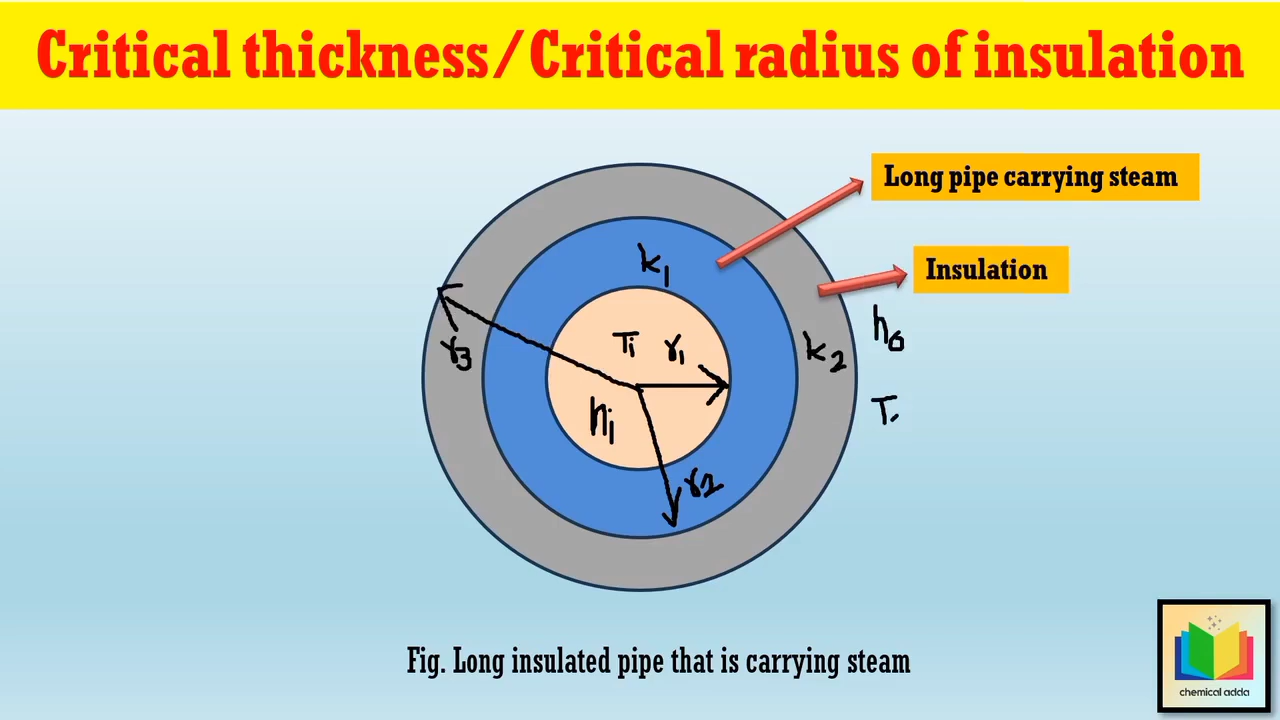 Critical thickness/Critical radius of insulation
Long pipe carrying steam
Insulation
k1
Ti r1
hi
r2
r3
k2
ho
T
Fig. Long insulated pipe that is carrying steam
chemical adda